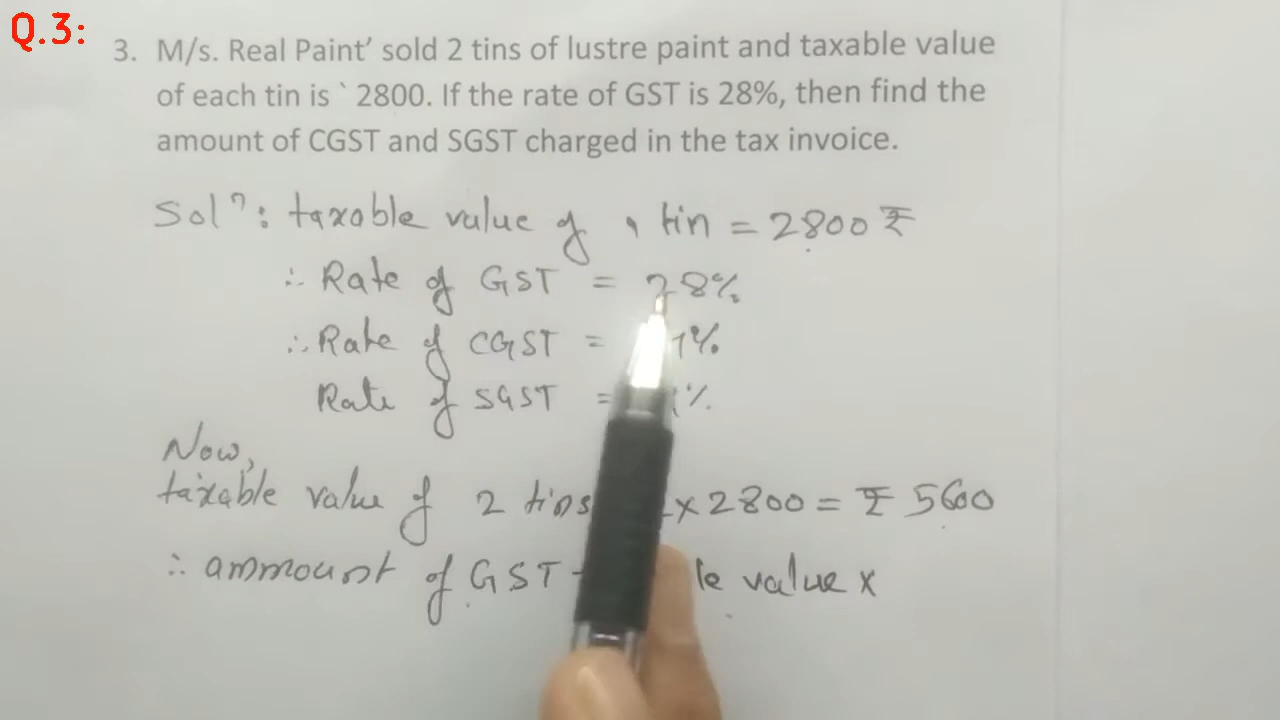 Q.3:
3. M/s. Real Paint’ sold 2 tins of lustre paint and taxable value
of each tin is ` 2800. If the rate of GST is 28%, then find the
amount of CGST and SGST charged in the tax invoice.
Solⁿ: taxable value of 1 tin = 2800 ₹
∴ Rate of GST = 28%
∴ Rate of CGST =
Rate of SGST =
Now,
taxable value of 2 tins × 2800 = ₹ 5600
∴ ammount of GST value ×